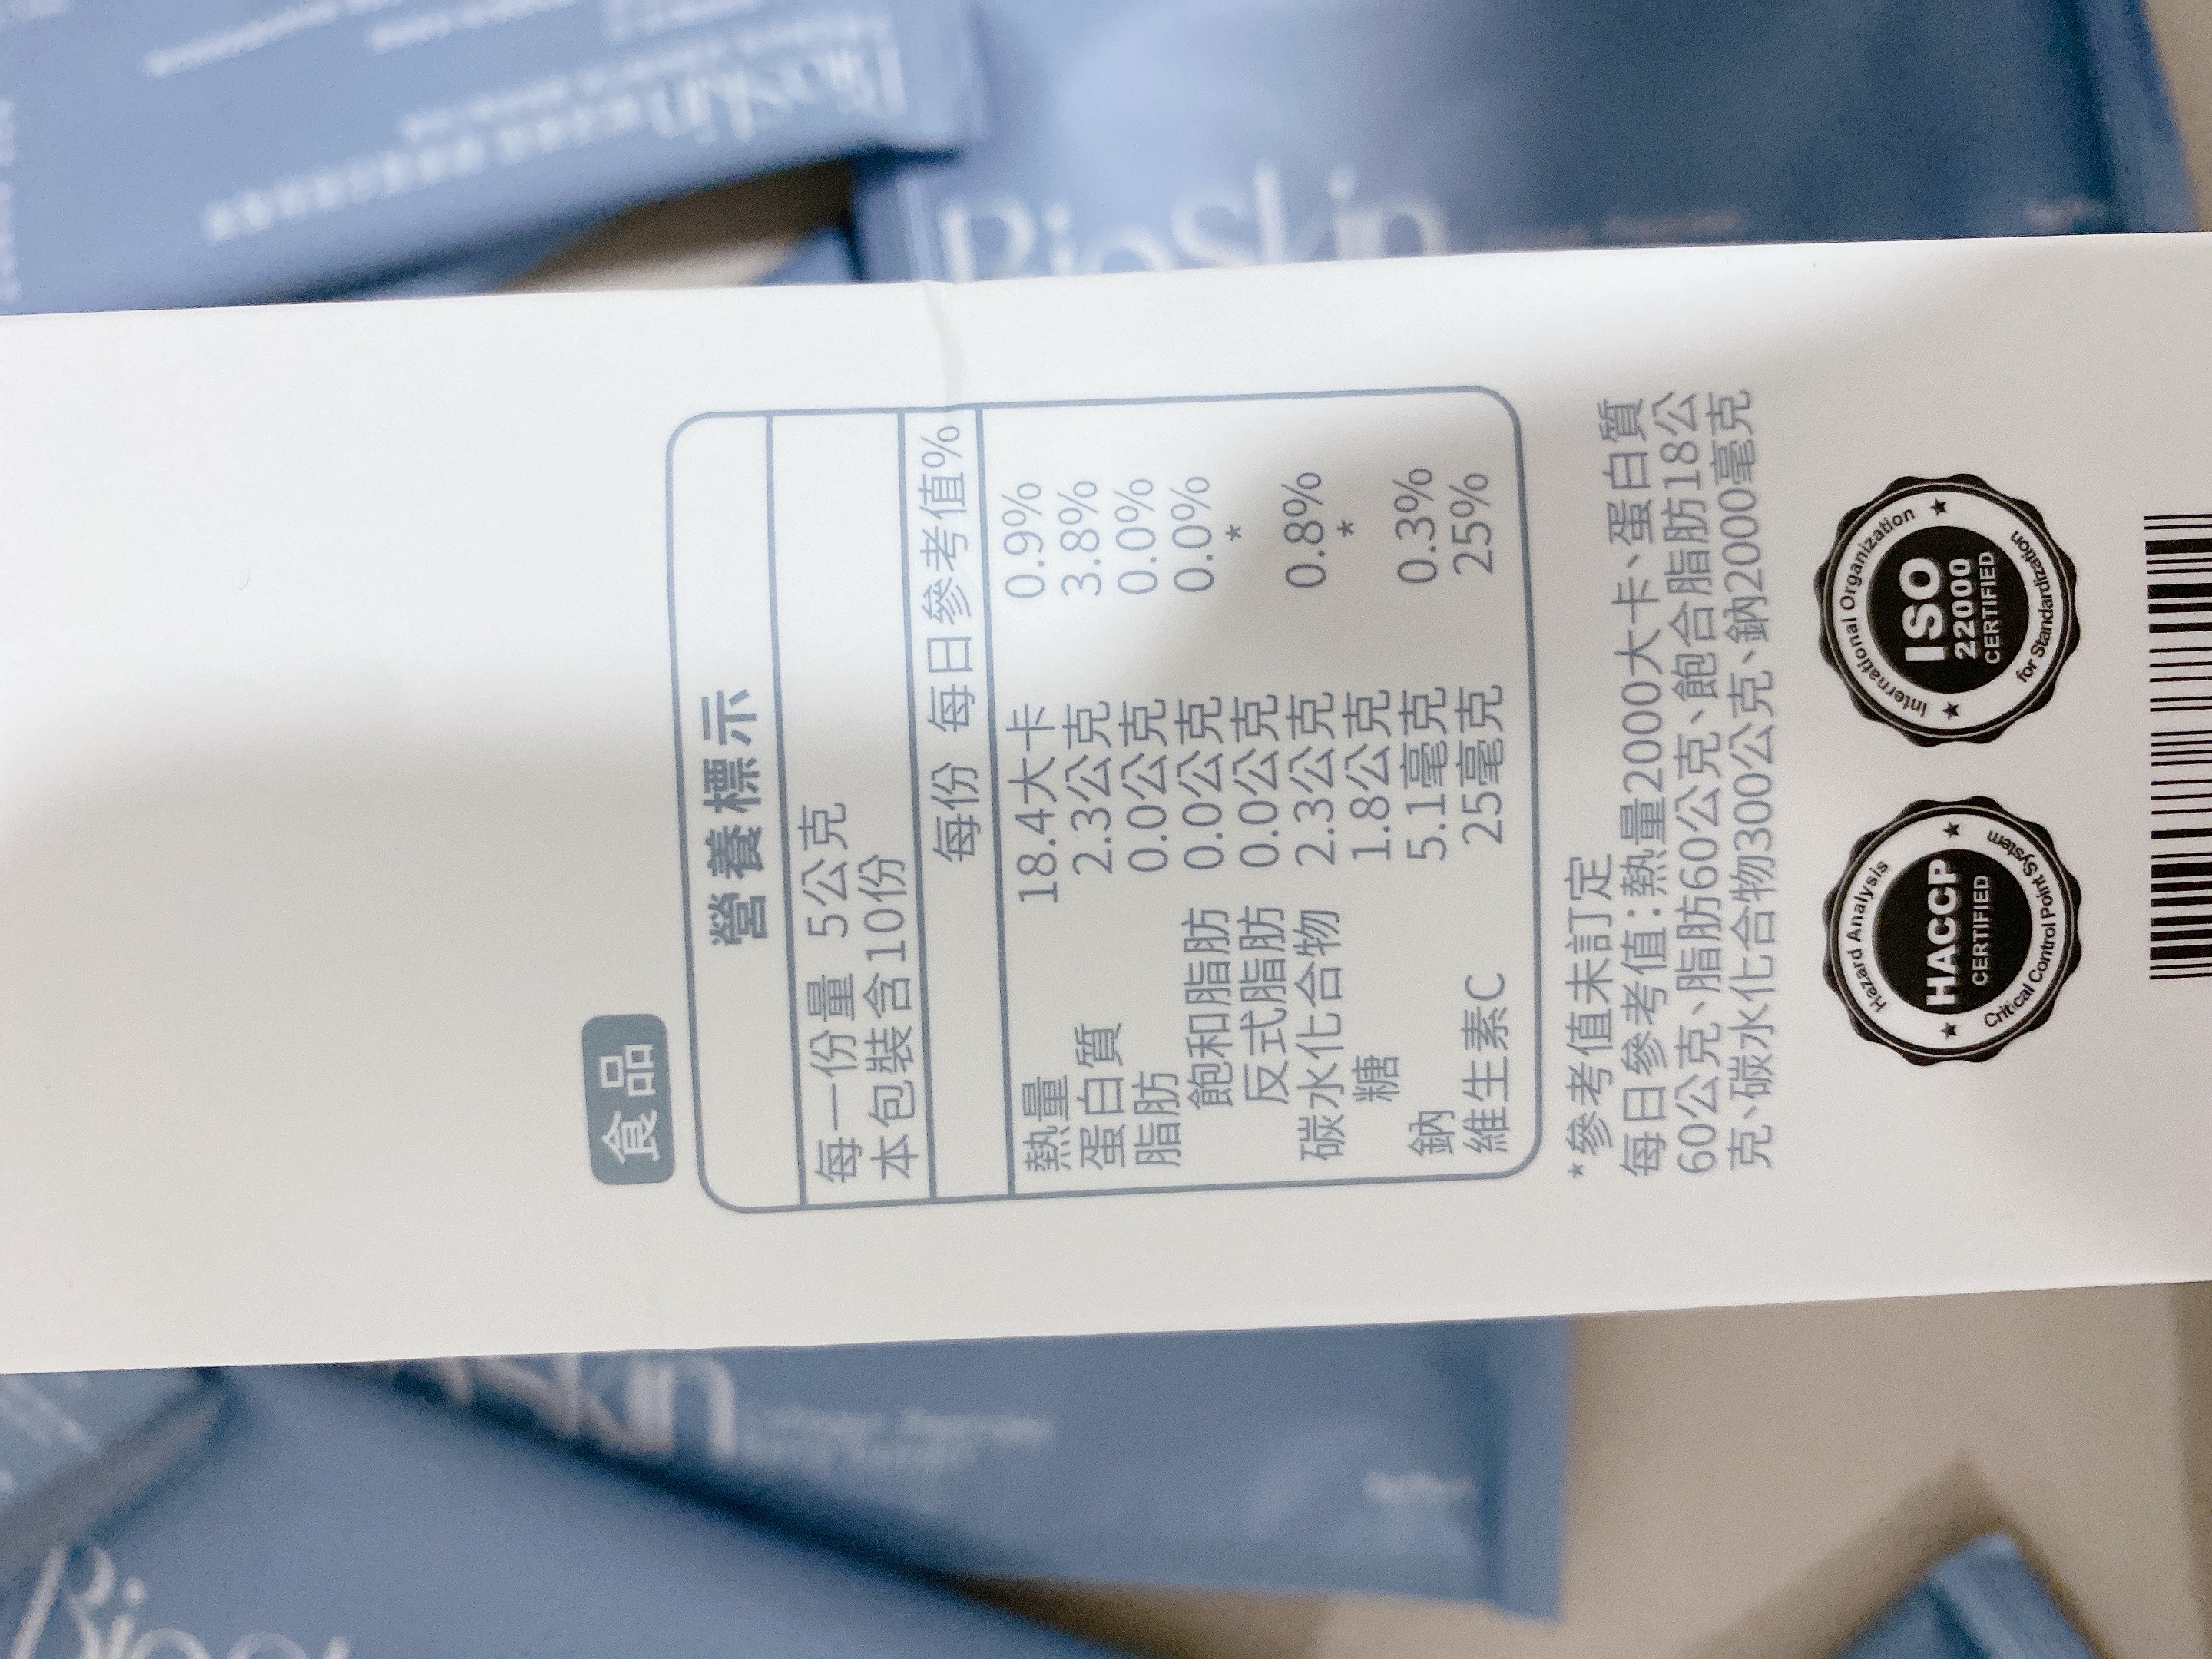 食品
營養標示
每一份量 5公克
本包裝含10份
每份 每日參考值%
熱量 18.4大卡 0.9%
蛋白質 2.3公克 3.8%
脂肪 0.0公克 0.0%
飽和脂肪 0.0公克 0.0%
反式脂肪 0.0公克 *
碳水化合物 2.3公克 0.8%
糖 1.8公克 *
鈉 5.1毫克 0.3%
維生素C 25毫克 25%
*參考值未訂定
每日參考值:熱量2000大卡、蛋白質
60公克、脂肪60公克、飽合脂肪18公
克、碳水化合物300公克、鈉2000毫克
Hazard Analysis
HACCP
CERTIFIED
Critical Control Point System
International Organization
ISO
22000
CERTIFIED
for Standardization
BioSkin
BioSkin